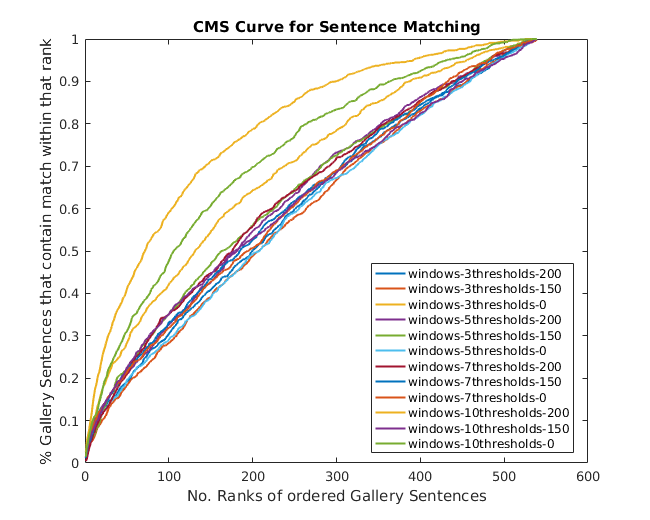 CMS Curve for Sentence Matching
% Gallery Sentences that contain match within that rank
1
0.9
0.8
0.7
0.6
0.5
0.4
0.3
0.2
0.1
0
0 100 200 300 400 500 600
No. Ranks of ordered Gallery Sentences
windows-3thresholds-200
windows-3thresholds-150
windows-3thresholds-0
windows-5thresholds-200
windows-5thresholds-150
windows-5thresholds-0
windows-7thresholds-200
windows-7thresholds-150
windows-7thresholds-0
windows-10thresholds-200
windows-10thresholds-150
windows-10thresholds-0